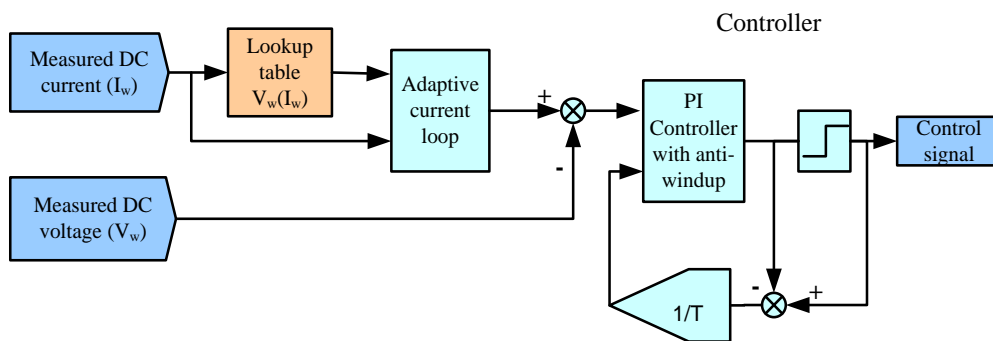 Controller
Measured DC
current (Iw)
Lookup
table
Vw(Iw)
Adaptive
current
loop
+
-
PI
Controller
with anti-
windup
Control
signal
Measured DC
voltage (Vw)
1/T
-
+